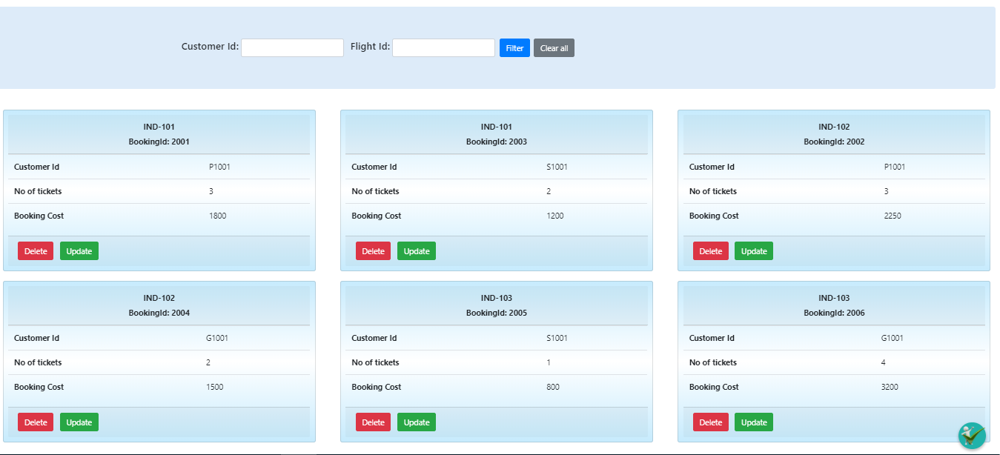 Customer Id: Flight Id: Filter Clear all
IND-101
BookingId: 2001
Customer Id P1001
No of tickets 3
Booking Cost 1800
Delete Update
IND-101
BookingId: 2003
Customer Id S1001
No of tickets 2
Booking Cost 1200
Delete Update
IND-102
BookingId: 2002
Customer Id P1001
No of tickets 3
Booking Cost 2250
Delete Update
IND-102
BookingId: 2004
Customer Id G1001
No of tickets 2
Booking Cost 1500
Delete Update
IND-103
BookingId: 2005
Customer Id S1001
No of tickets 1
Booking Cost 800
Delete Update
IND-103
BookingId: 2006
Customer Id G1001
No of tickets 4
Booking Cost 3200
Delete Update